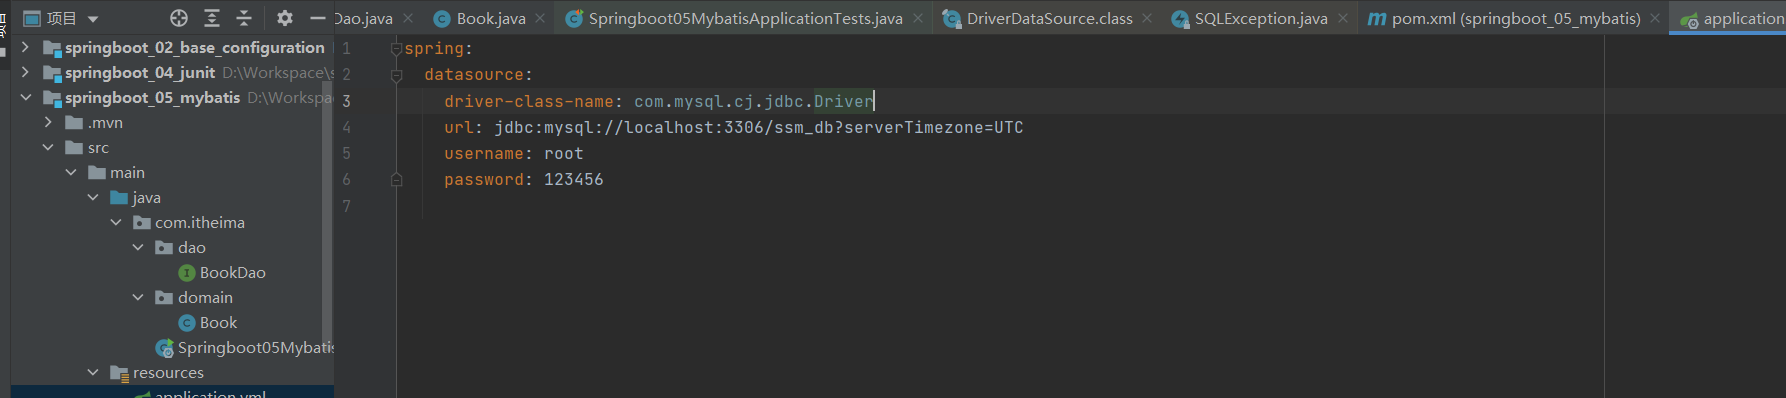 项目
Dao.java
Book.java
Springboot05MybatisApplicationTests.java
DriverDataSource.class
SQLException.java
pom.xml (springboot_05_mybatis)
application
springboot_02_base_configuration
springboot_04_junit D:\Workspace\s
springboot_05_mybatis D:\Workspa
.mvn
src
main
java
com.itheima
dao
BookDao
domain
Book
Springboot05Mybatis
resources
application.yml
1 spring:
2 datasource:
3 driver-class-name: com.mysql.cj.jdbc.Driver
4 url: jdbc:mysql://localhost:3306/ssm_db?serverTimezone=UTC
5 username: root
6 password: 123456
7